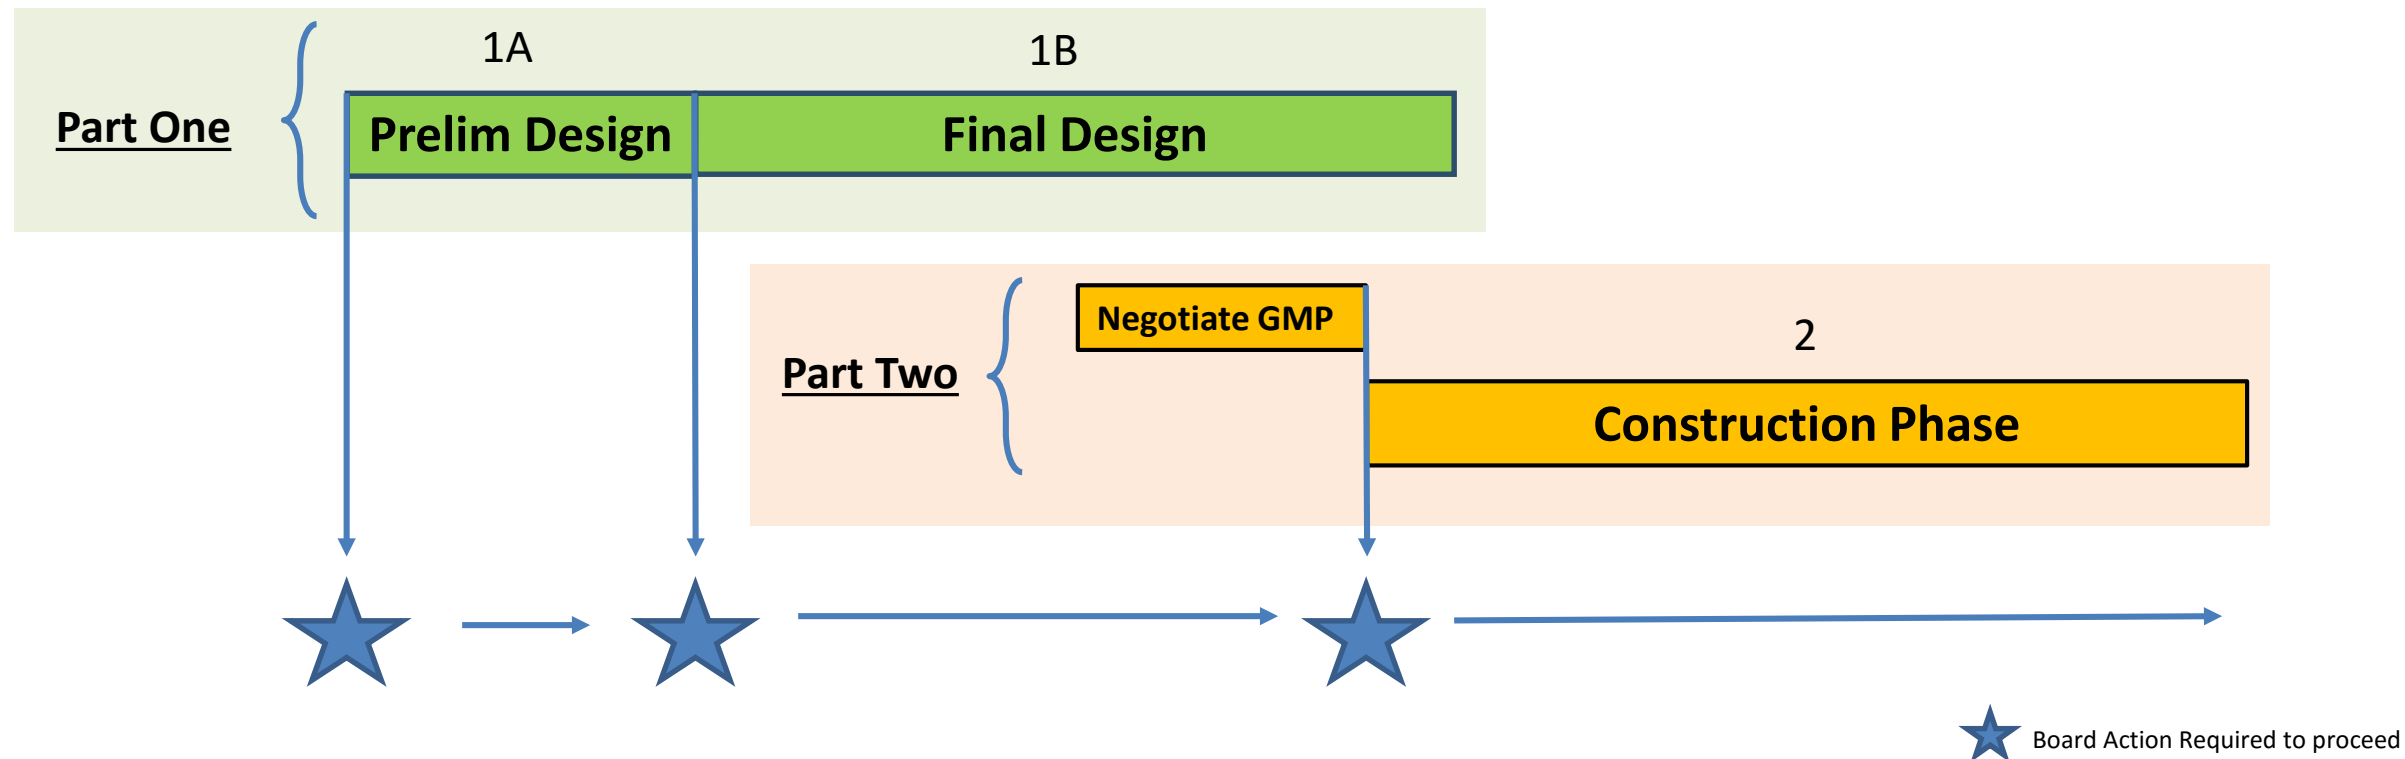 1A
1B
Part One
Prelim Design
Final Design
Negotiate GMP
2
Part Two
Construction Phase
Board Action Required to proceed